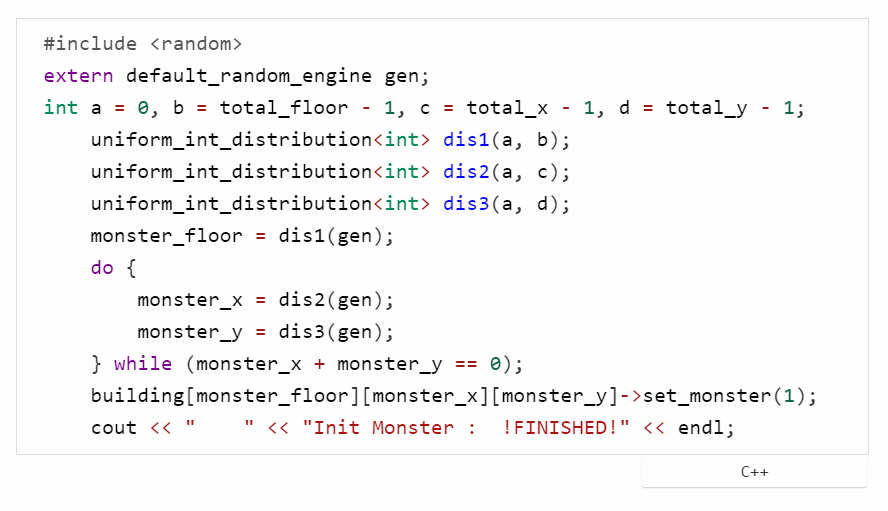 #include <random>
extern default_random_engine gen;
int a = 0, b = total_floor - 1, c = total_x - 1, d = total_y - 1;
    uniform_int_distribution<int> dis1(a, b);
    uniform_int_distribution<int> dis2(a, c);
    uniform_int_distribution<int> dis3(a, d);
    monster_floor = dis1(gen);
    do {
        monster_x = dis2(gen);
        monster_y = dis3(gen);
    } while (monster_x + monster_y == 0);
    building[monster_floor][monster_x][monster_y]->set_monster(1);
    cout << "    " << "Init Monster :  !FINISHED!" << endl;
C++